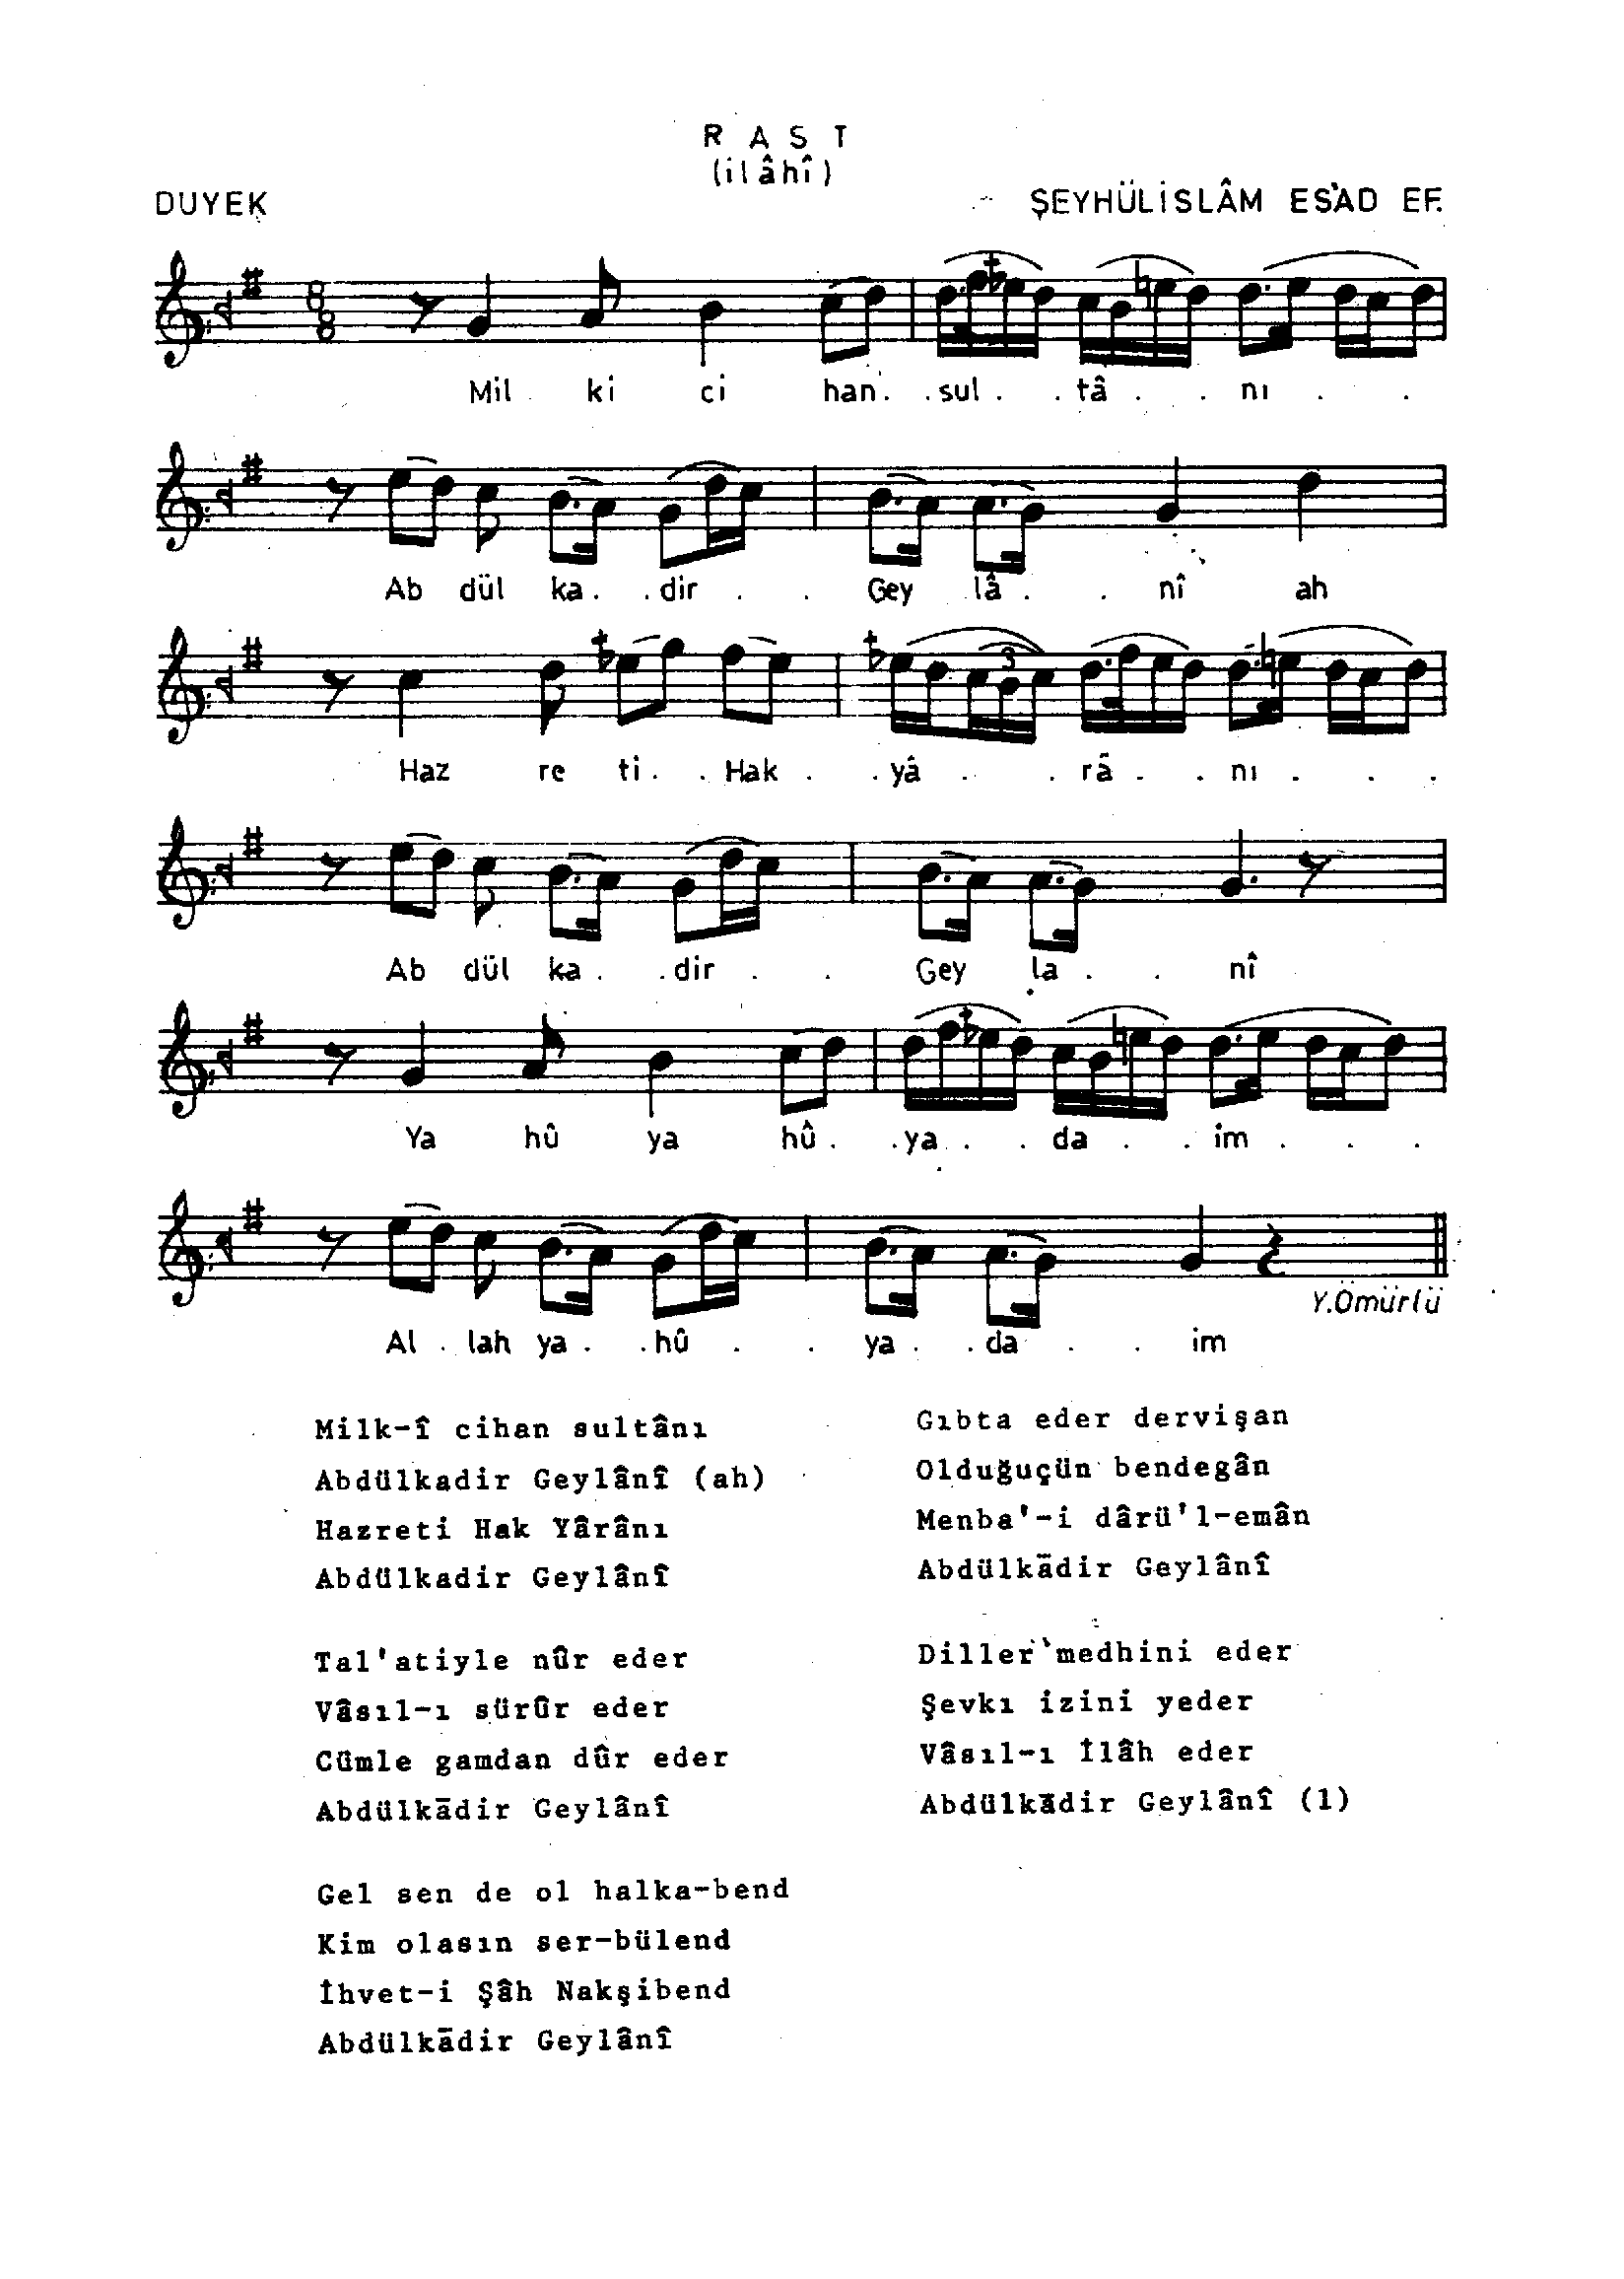 R A S T
(ilâhî)
DUYEK
ŞEYHÜLİSLÂM ES'AD EF.
8
8
Mil ki ci han . . sul . . tâ . . nı . .
Ab dül ka . . dir . . Gey lâ . . nî ah
3
Haz re ti . . Hak . . yâ . . râ . . nı . . .
Ab dül ka . . dir . . Gey la . . nî
Ya hû ya hû . . ya . . da . . im . . .
Y.Ömürlü
Al . lah ya . . hû . . ya . . da . . im
Milk-î cihan sultânı
Abdülkadir Geylânî (ah)
Hazreti Hak Yârânı
Abdülkadir Geylânî
Tal'atiyle nûr eder
Vâsıl-ı sürûr eder
Cümle gamdan dûr eder
Abdülkādir Geylânî
Gel sen de ol halka-bend
Kim olasın ser-bülend
İhvet-i Şâh Nakşibend
Abdülkādir Geylânî
Gıbta eder dervişan
Olduğuçün bendegân
Menba'-i dârü'l-emân
Abdülkādir Geylânî
Diller medhini eder
Şevkı izini yeder
Vâsıl-ı İlâh eder
Abdülkādir Geylânî (1)